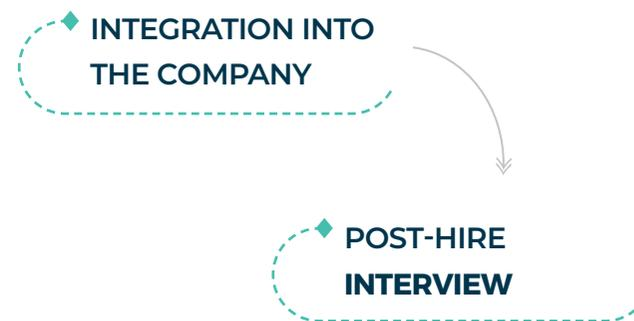 INTEGRATION INTO
THE COMPANY
POST-HIRE
INTERVIEW